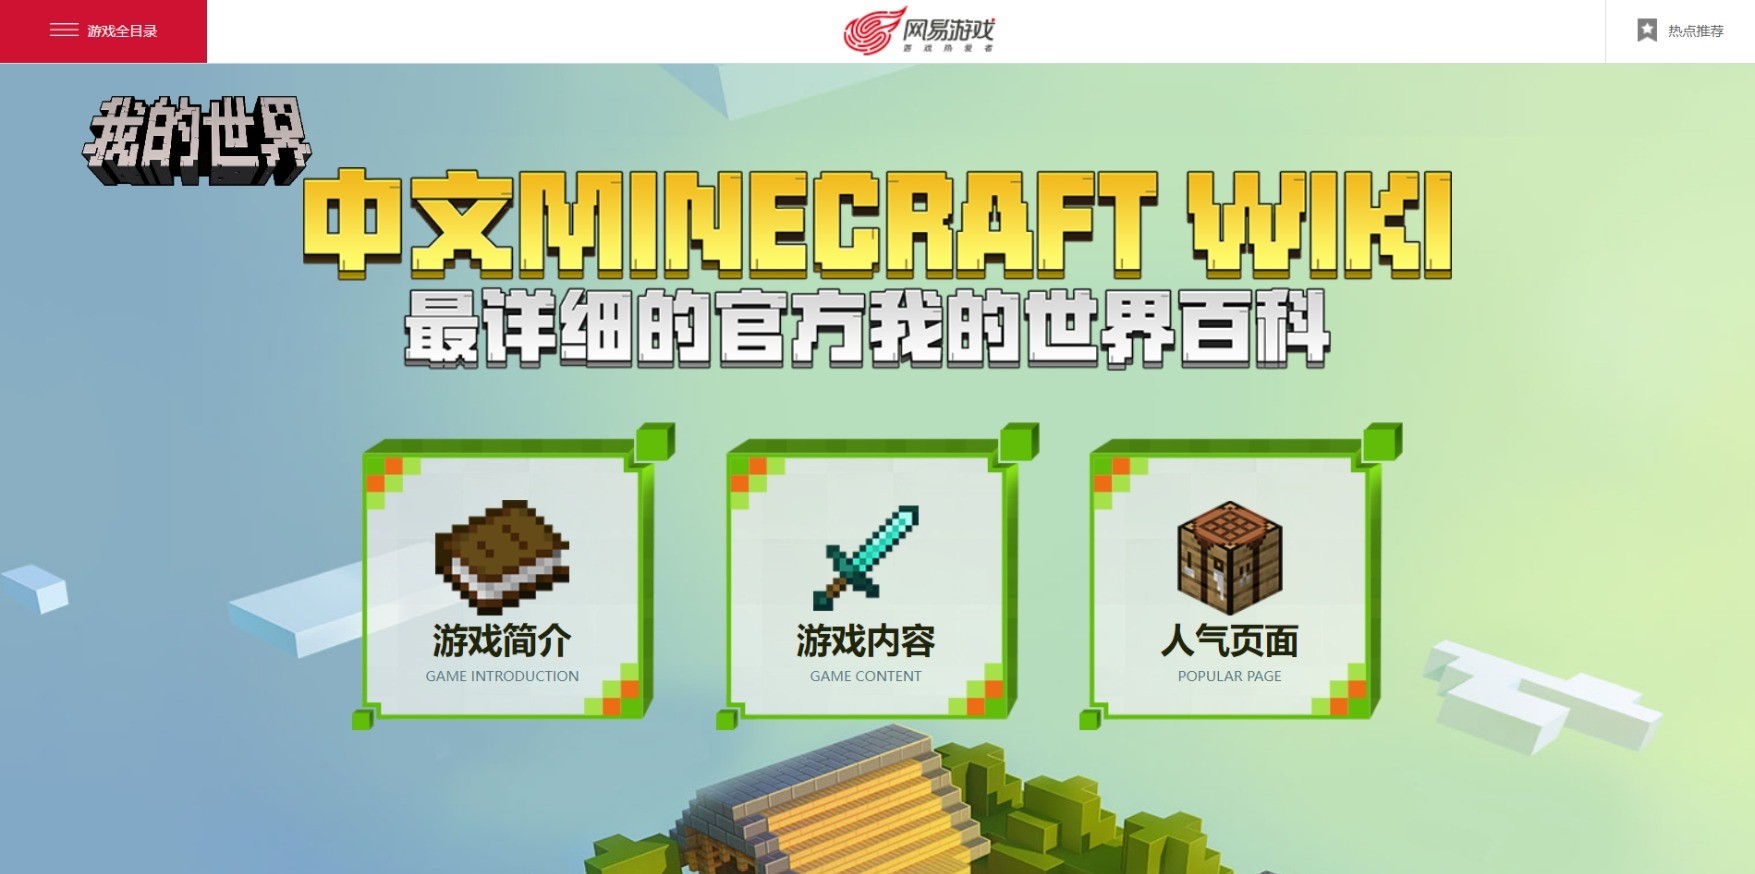 游戏全目录
网易游戏
游戏热爱者
热点推荐
我的世界
中文MINECRAFT WIKI
最详细的官方我的世界百科
游戏简介
GAME INTRODUCTION
游戏内容
GAME CONTENT
人气页面
POPULAR PAGE